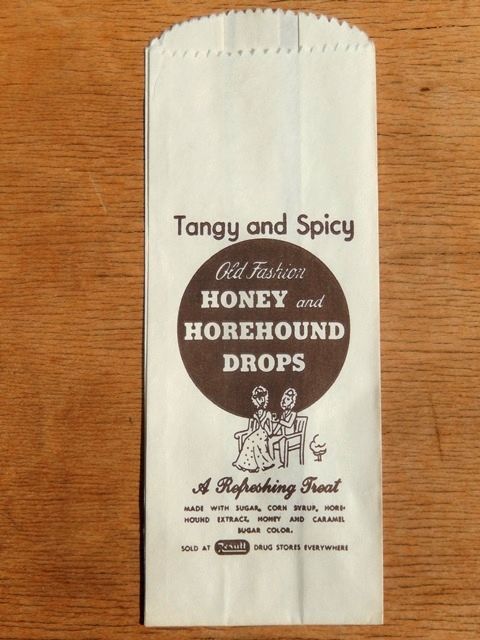 Tangy and Spicy
Old Fashion
HONEY and
HOREHOUND
DROPS
A Refreshing Treat
MADE WITH SUGAR, CORN SYRUP, HORE-
HOUND EXTRACT, HONEY AND CARAMEL
SUGAR COLOR.
SOLD AT Rexall DRUG STORES EVERYWHERE